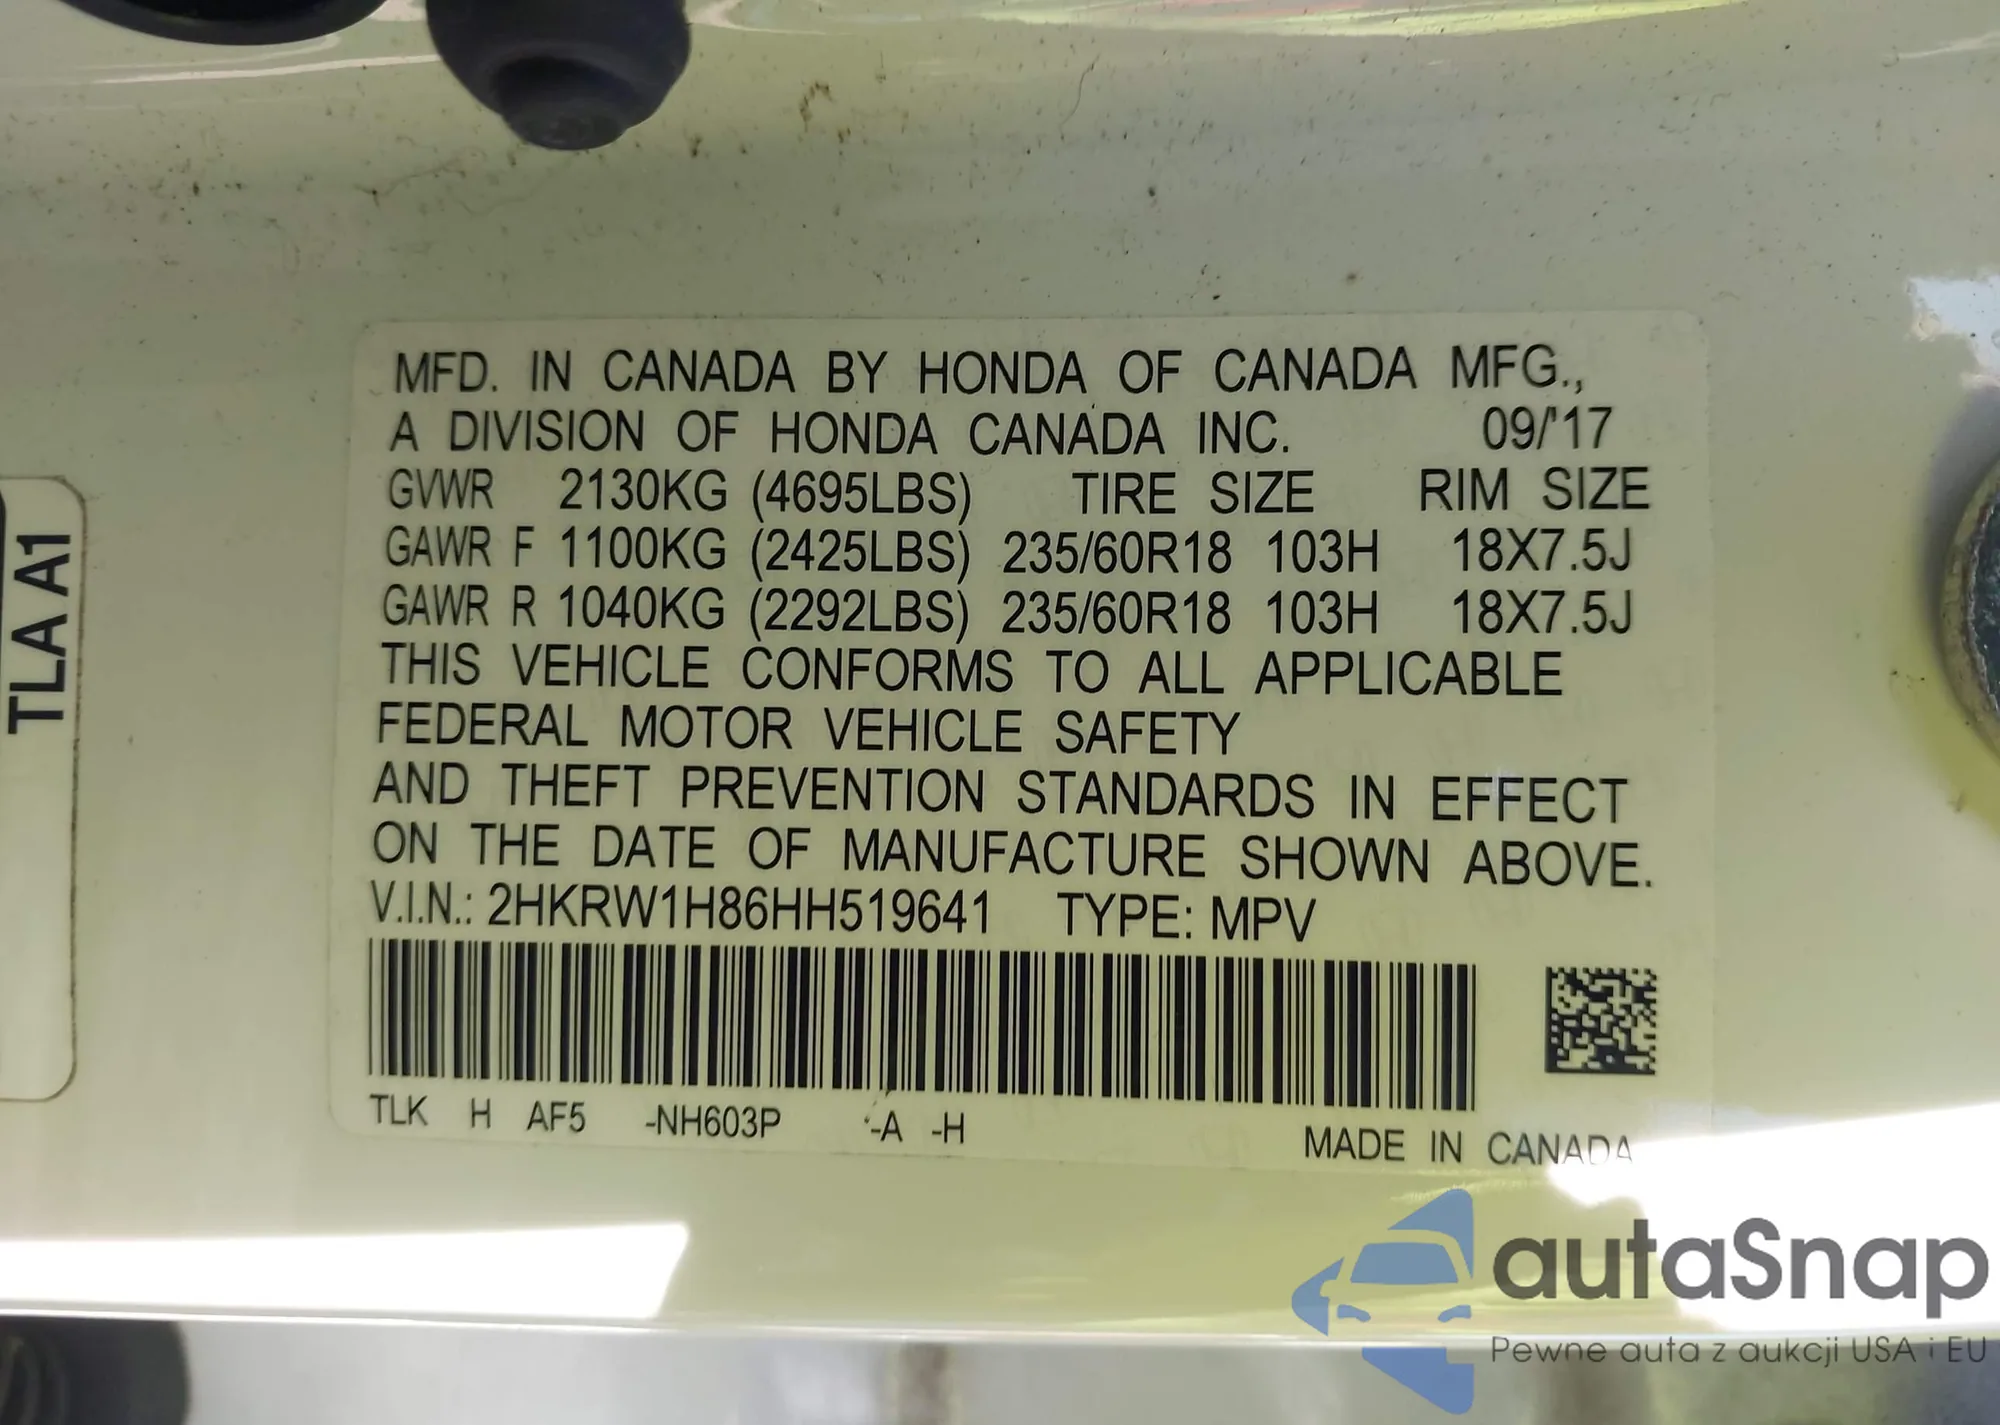 MFD. IN CANADA BY HONDA OF CANADA MFG.,
A DIVISION OF HONDA CANADA INC. 09/'17
GVWR 2130KG (4695LBS) TIRE SIZE RIM SIZE
GAWR F 1100KG (2425LBS) 235/60R18 103H 18X7.5J
GAWR R 1040KG (2292LBS) 235/60R18 103H 18X7.5J
THIS VEHICLE CONFORMS TO ALL APPLICABLE
FEDERAL MOTOR VEHICLE SAFETY
AND THEFT PREVENTION STANDARDS IN EFFECT
ON THE DATE OF MANUFACTURE SHOWN ABOVE.
V.I.N.: 2HKRW1H86HH519641 TYPE: MPV
TLK H AF5 -NH603P -A -H
MADE IN CANADA
TLA A1
autaSnap
Pewne auta z aukcji USA i EU